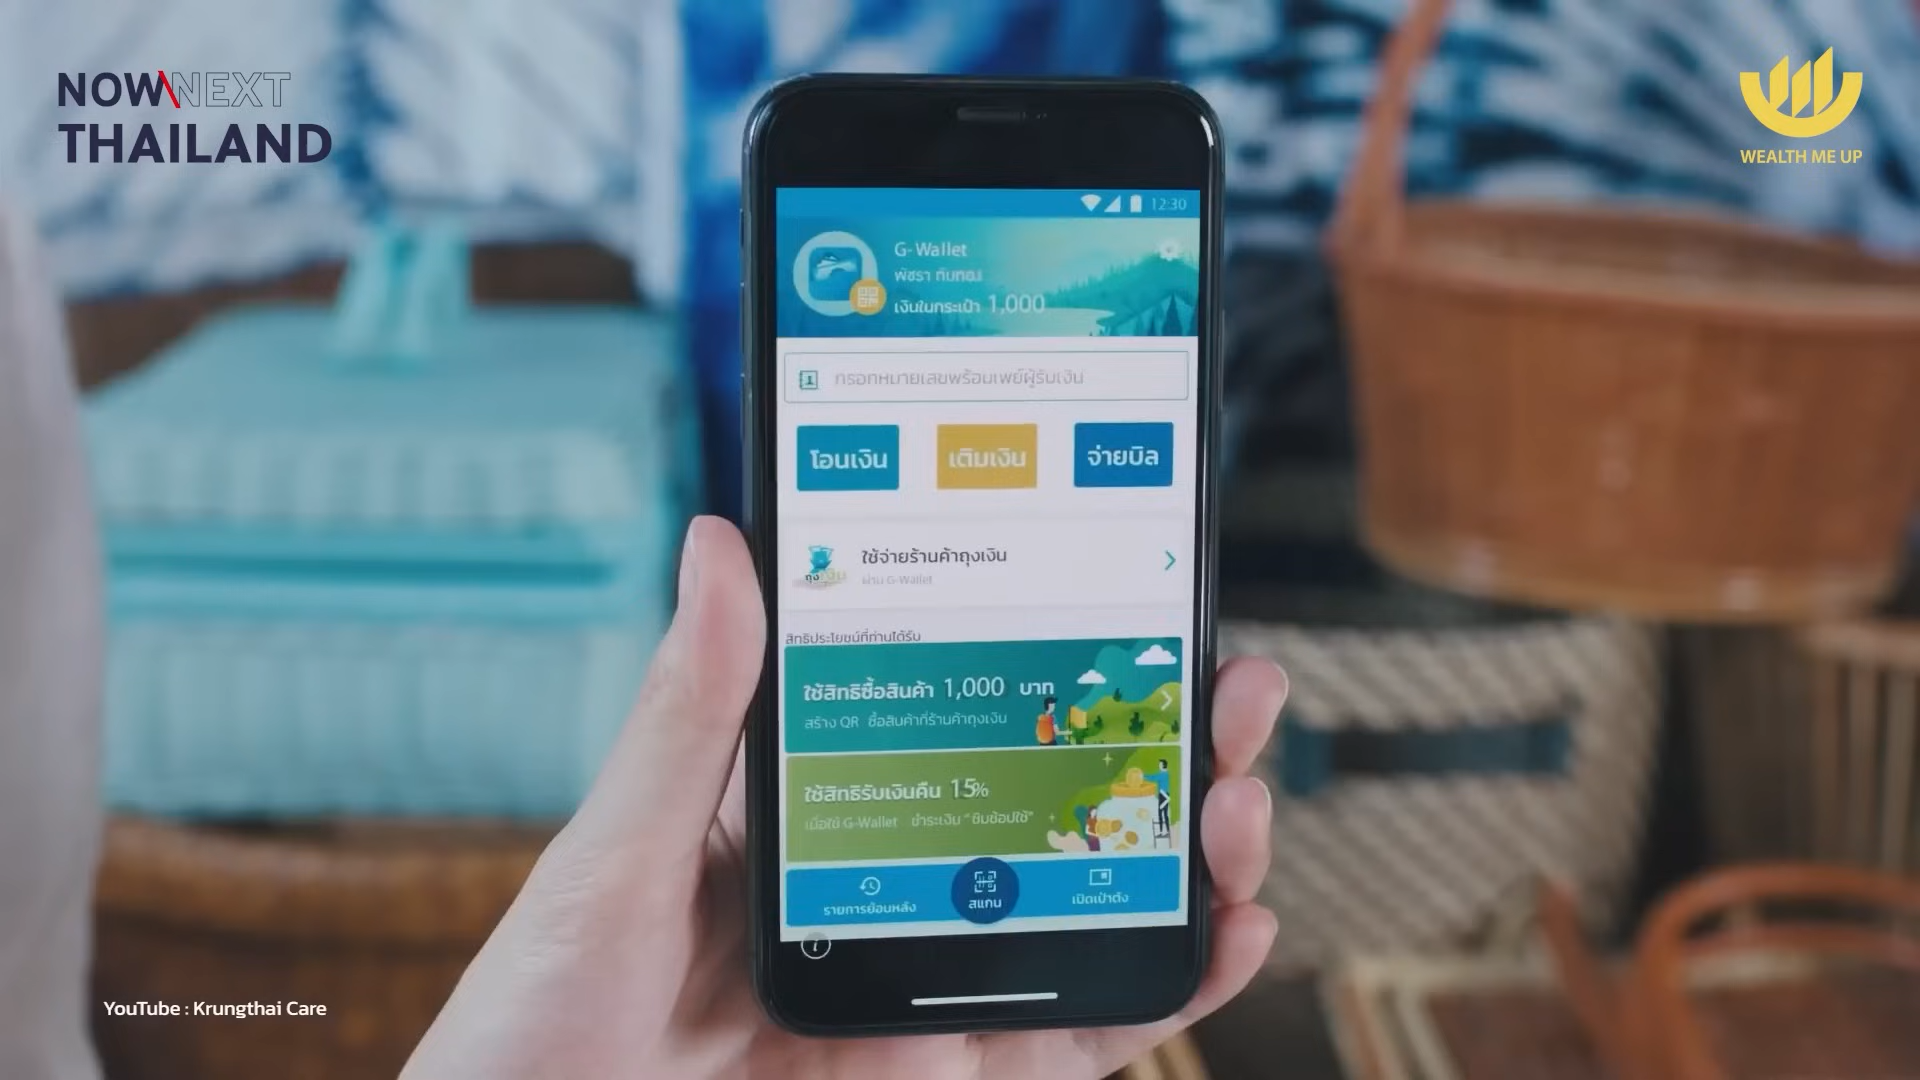 NOW\NEXT
THAILAND
WEALTH ME UP
12:30
G-Wallet
พัชรา ทับทอง
เงินในกระเป๋า 1,000
กรอกหมายเลขพร้อมเพย์ผู้รับเงิน
โอนเงิน
เติมเงิน
จ่ายบิล
ถุงเงิน
ใช้จ่ายร้านค้าถุงเงิน
ผ่าน G-Wallet
สิทธิประโยชน์ที่ท่านได้รับ
ใช้สิทธิซื้อสินค้า 1,000 บาท
สร้าง QR ซื้อสินค้าที่ร้านค้าถุงเงิน
ใช้สิทธิรับเงินคืน 15%
เมื่อใช้ G-Wallet ชำระเงิน "ชิมช้อปใช้"
รายการย้อนหลัง
สแกน
เปิดเป๋าตัง
i
YouTube : Krungthai Care